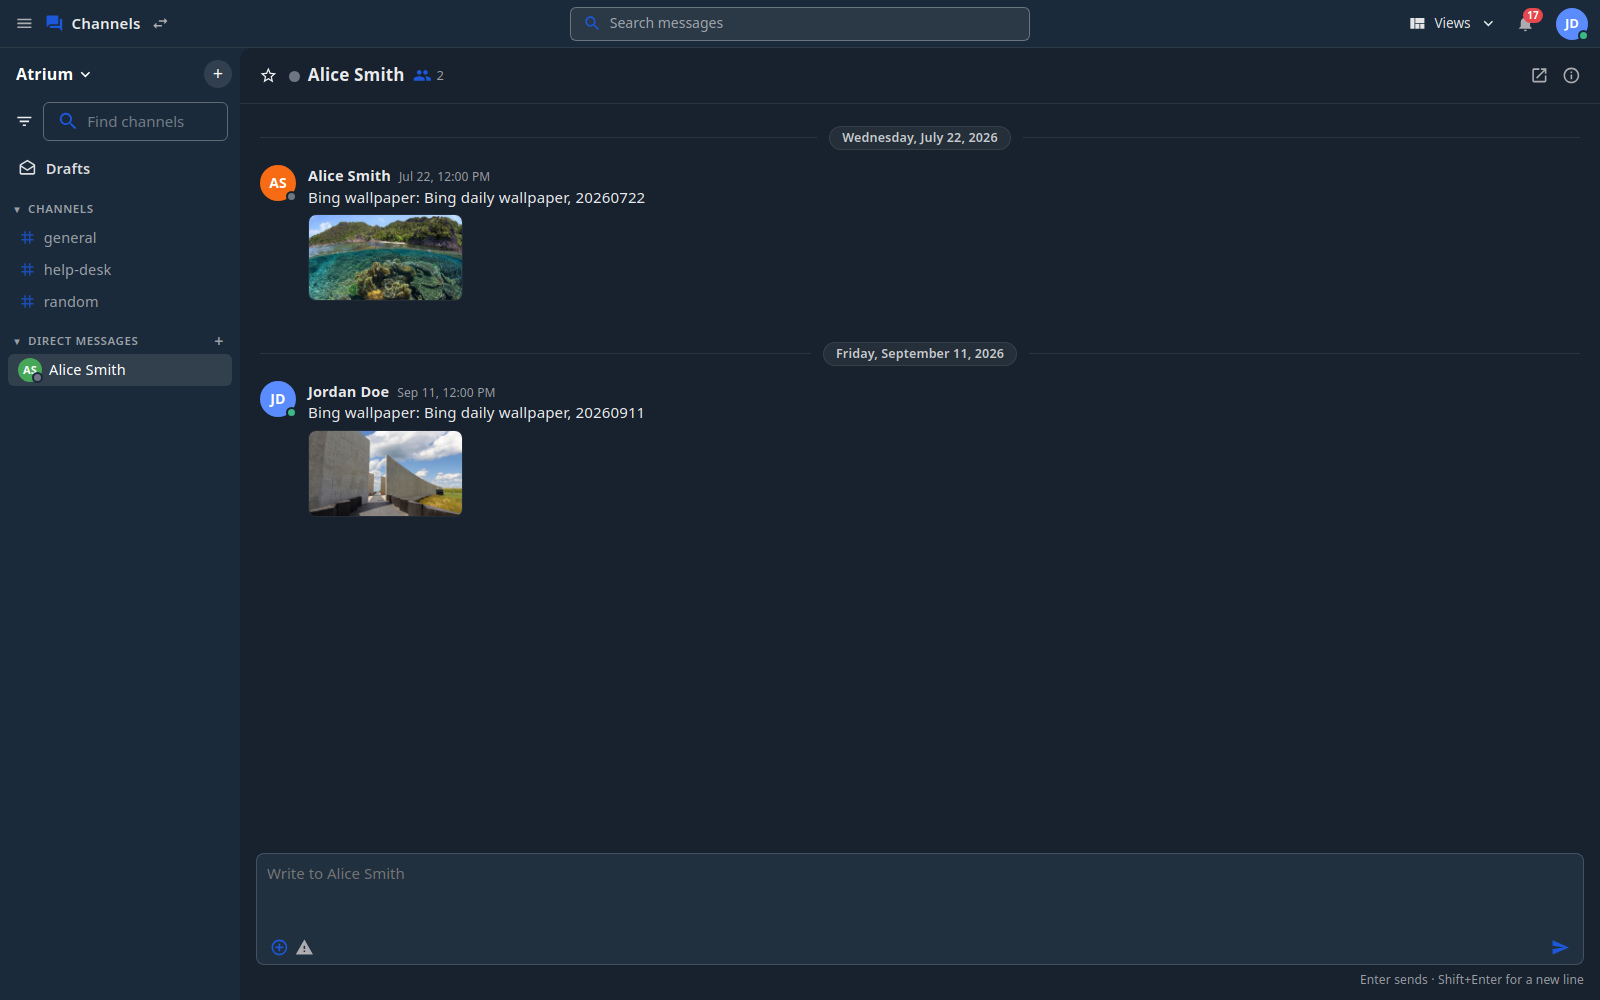 Channels
Search messages
Views
17
JD
Atrium
+
Find channels
Drafts
CHANNELS
general
help-desk
random
DIRECT MESSAGES
+
AS
Alice Smith
Alice Smith
2
Wednesday, July 22, 2026
AS
Alice Smith Jul 22, 12:00 PM
Bing wallpaper: Bing daily wallpaper, 20260722
Friday, September 11, 2026
JD
Jordan Doe Sep 11, 12:00 PM
Bing wallpaper: Bing daily wallpaper, 20260911
Write to Alice Smith
Enter sends · Shift+Enter for a new line